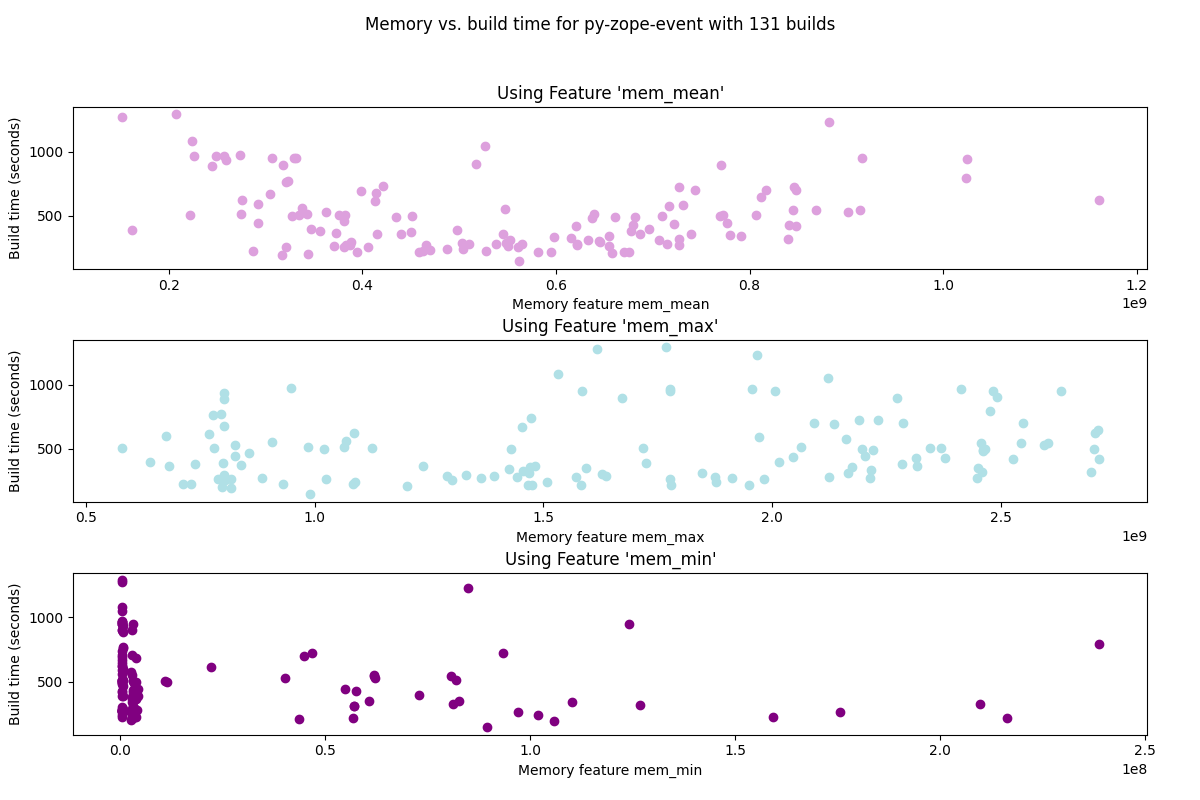 Memory vs. build time for py-zope-event with 131 builds
Using Feature 'mem_mean'
Build time (seconds)
1000
500
0.2 0.4 0.6 0.8 1.0 1.2
1e9
Memory feature mem_mean
Using Feature 'mem_max'
Build time (seconds)
1000
500
0.5 1.0 1.5 2.0 2.5
1e9
Memory feature mem_max
Using Feature 'mem_min'
Build time (seconds)
1000
500
0.0 0.5 1.0 1.5 2.0 2.5
1e8
Memory feature mem_min